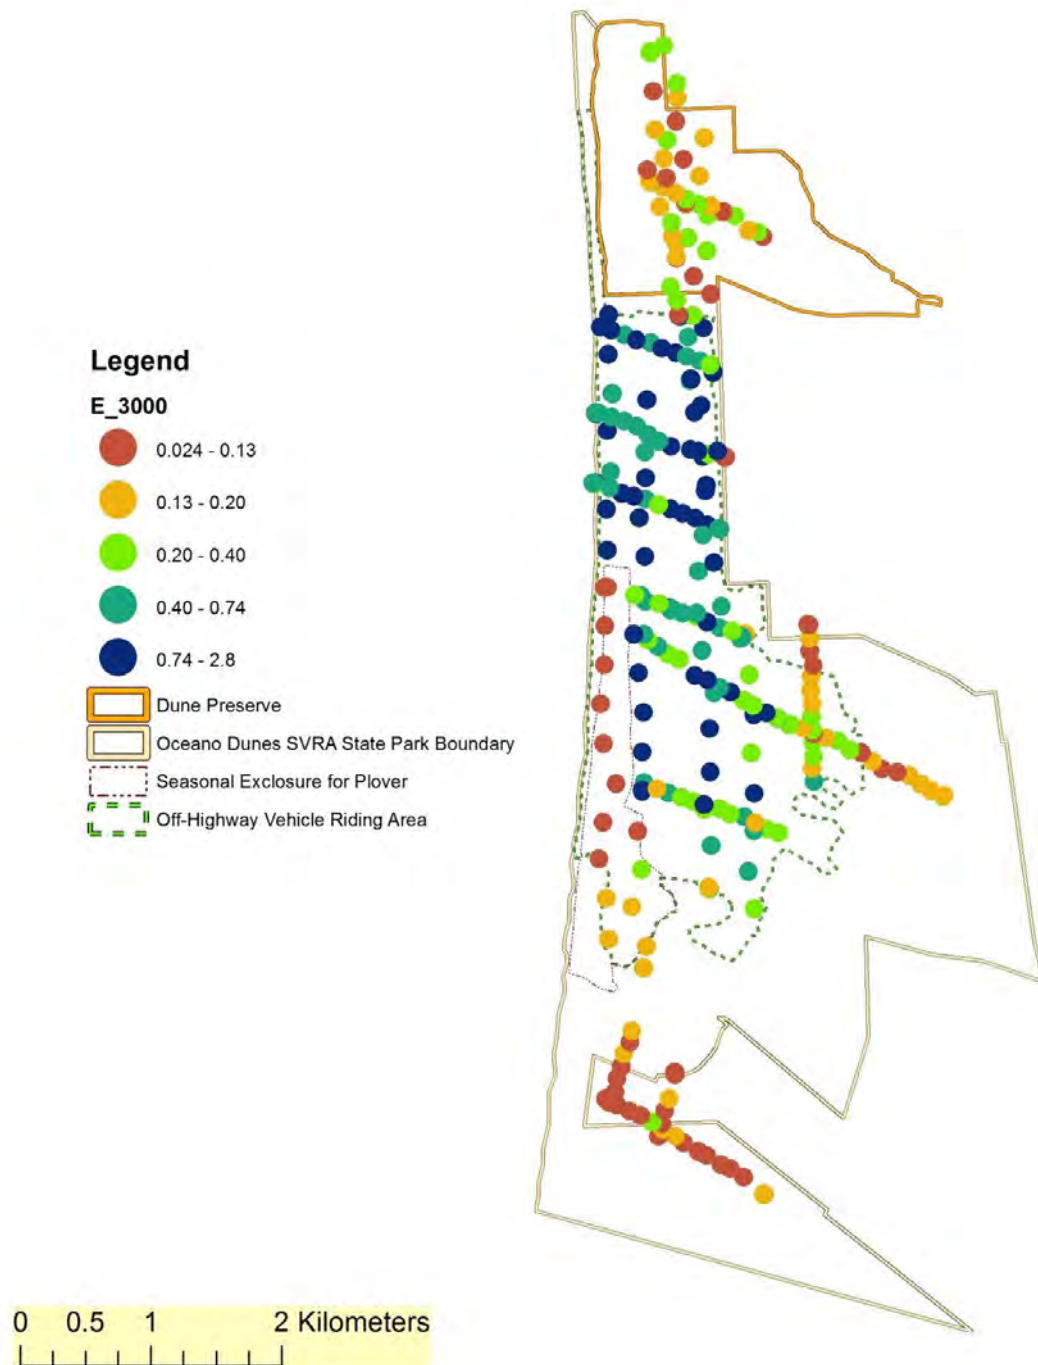 Legend
E_3000
0.024 - 0.13
0.13 - 0.20
0.20 - 0.40
0.40 - 0.74
0.74 - 2.8
Dune Preserve
Oceano Dunes SVRA State Park Boundary
Seasonal Exclosure for Plover
Off-Highway Vehicle Riding Area
0 0.5 1 2 Kilometers